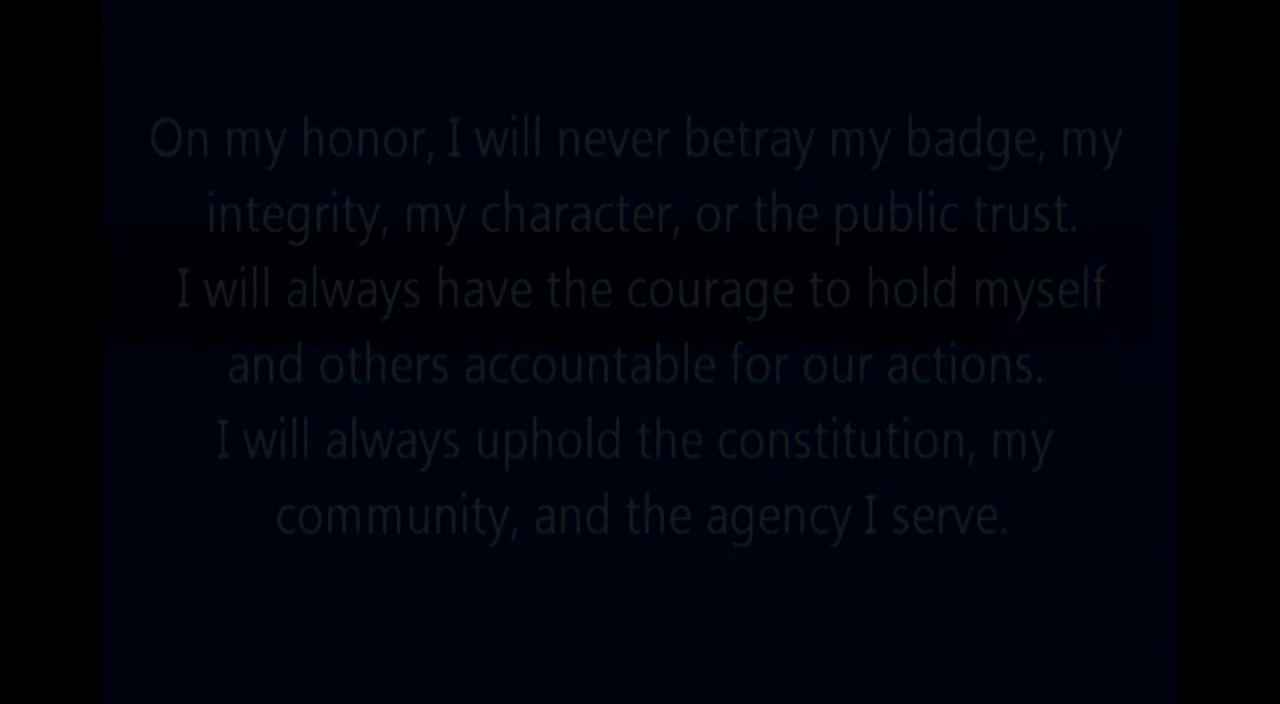 On my honor, I will never betray my badge, my
integrity, my character, or the public trust.
I will always have the courage to hold myself
and others accountable for our actions.
I will always uphold the constitution, my
community, and the agency I serve.